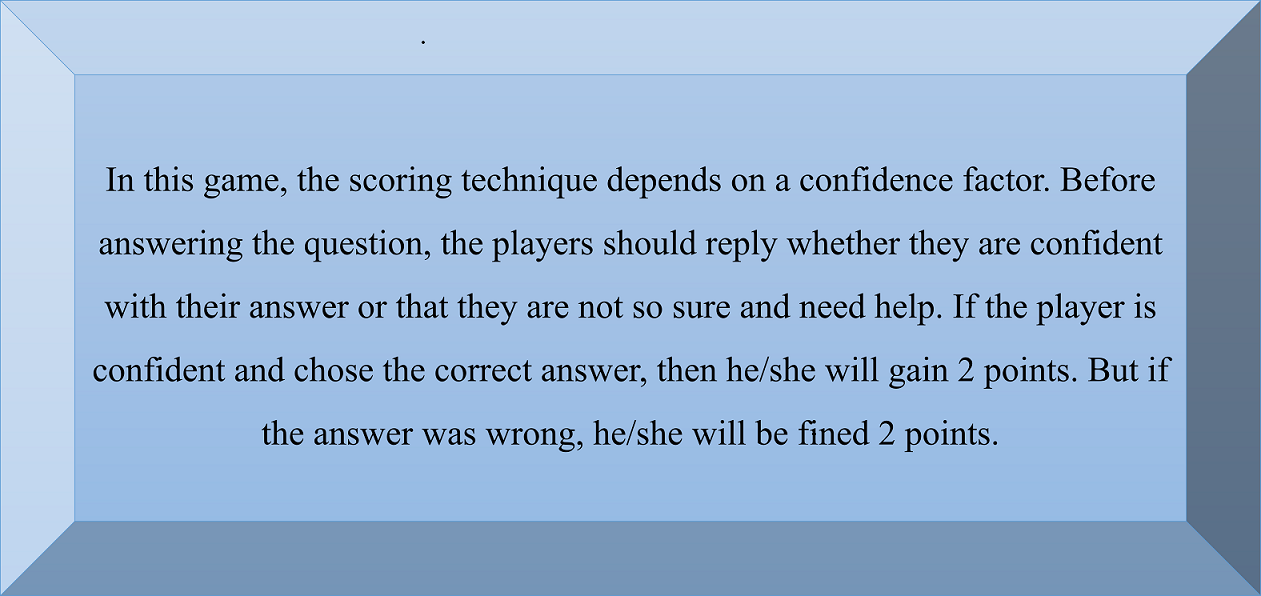 .
In this game, the scoring technique depends on a confidence factor. Before
answering the question, the players should reply whether they are confident
with their answer or that they are not so sure and need help. If the player is
confident and chose the correct answer, then he/she will gain 2 points. But if
the answer was wrong, he/she will be fined 2 points.